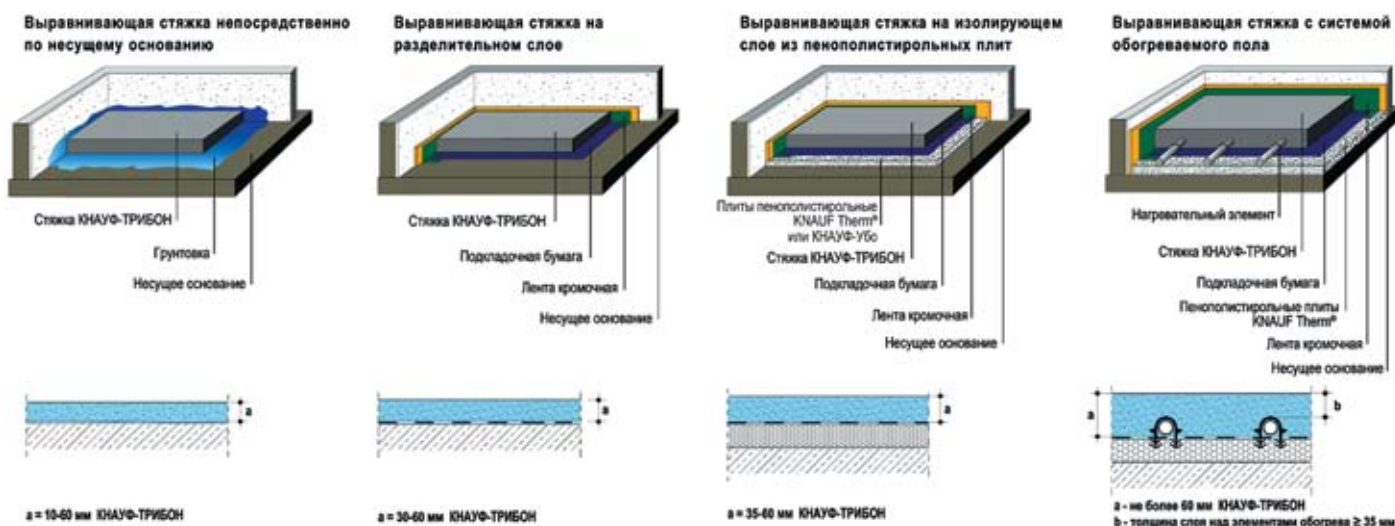 Выравнивающая стяжка непосредственно
по несущему основанию
Стяжка КНАУФ-ТРИБОН
Грунтовка
Несущее основание
a
a = 10-60 мм КНАУФ-ТРИБОН
Выравнивающая стяжка на
разделительном слое
Стяжка КНАУФ-ТРИБОН
Подкладочная бумага
Лента кромочная
Несущее основание
a
a = 30-60 мм КНАУФ-ТРИБОН
Выравнивающая стяжка на изолирующем
слое из пенополистирольных плит
Плиты пенополистирольные
KNAUF Therm®
или КНАУФ-Убо
Стяжка КНАУФ-ТРИБОН
Подкладочная бумага
Лента кромочная
Несущее основание
a
a = 35-60 мм КНАУФ-ТРИБОН
Выравнивающая стяжка с системой
обогреваемого пола
Нагревательный элемент
Стяжка КНАУФ-ТРИБОН
Подкладочная бумага
Пенополистирольные плиты
KNAUF Therm®
Лента кромочная
Несущее основание
a
b
a - не более 60 мм КНАУФ-ТРИБОН
b - толщина слоя над элементами обогрева ≥ 35 мм